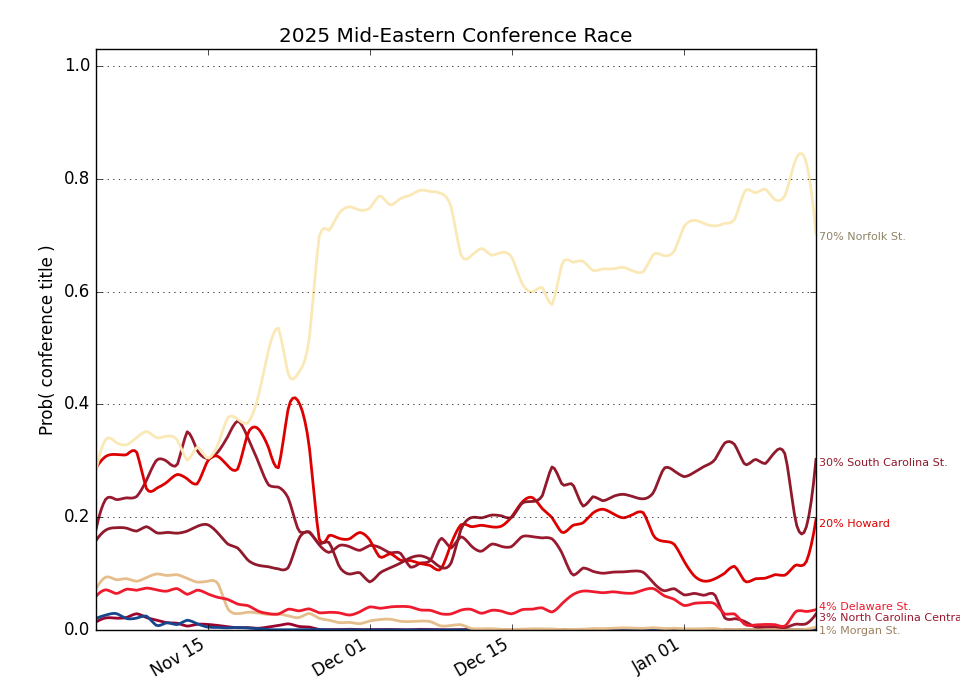 2025 Mid-Eastern Conference Race
Prob( conference title )
1.0
0.8
0.6
0.4
0.2
0.0
Nov 15
Dec 01
Dec 15
Jan 01
70% Norfolk St.
30% South Carolina St.
20% Howard
4% Delaware St.
3% North Carolina Centra
1% Morgan St.